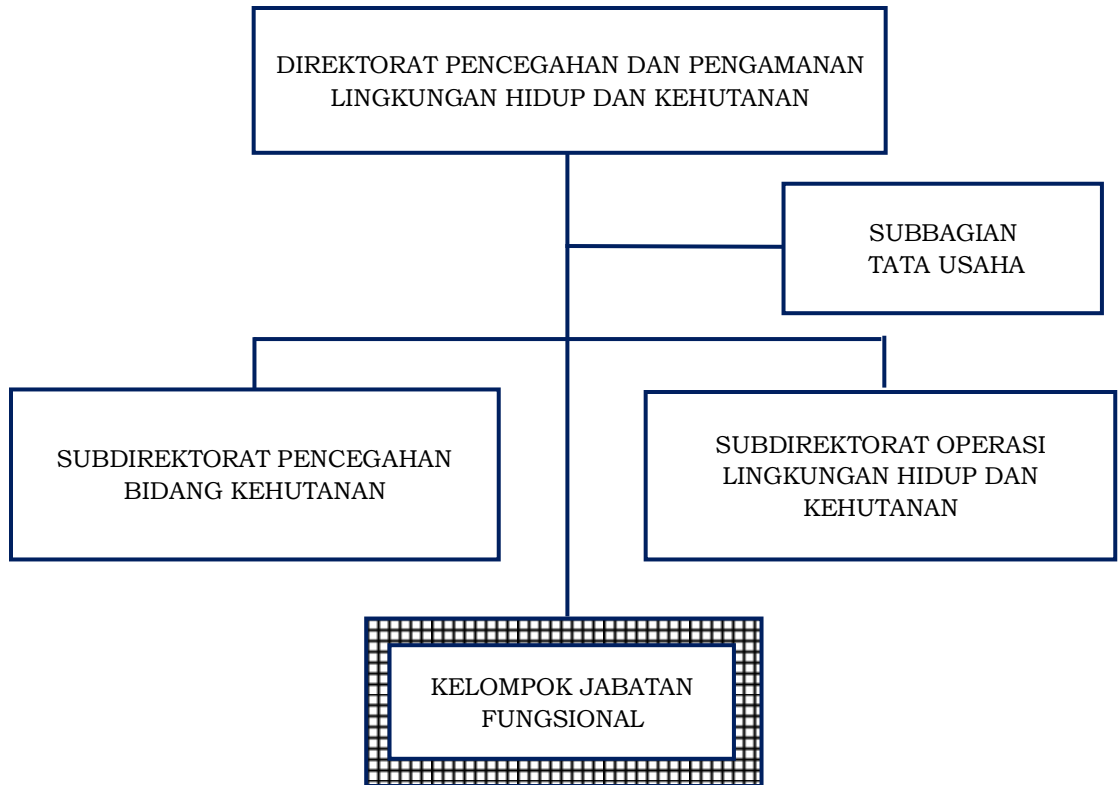 DIREKTORAT PENCEGAHAN DAN PENGAMANAN
LINGKUNGAN HIDUP DAN KEHUTANAN
SUBBAGIAN
TATA USAHA
SUBDIREKTORAT PENCEGAHAN
BIDANG KEHUTANAN
SUBDIREKTORAT OPERASI
LINGKUNGAN HIDUP DAN
KEHUTANAN
KELOMPOK JABATAN
FUNGSIONAL